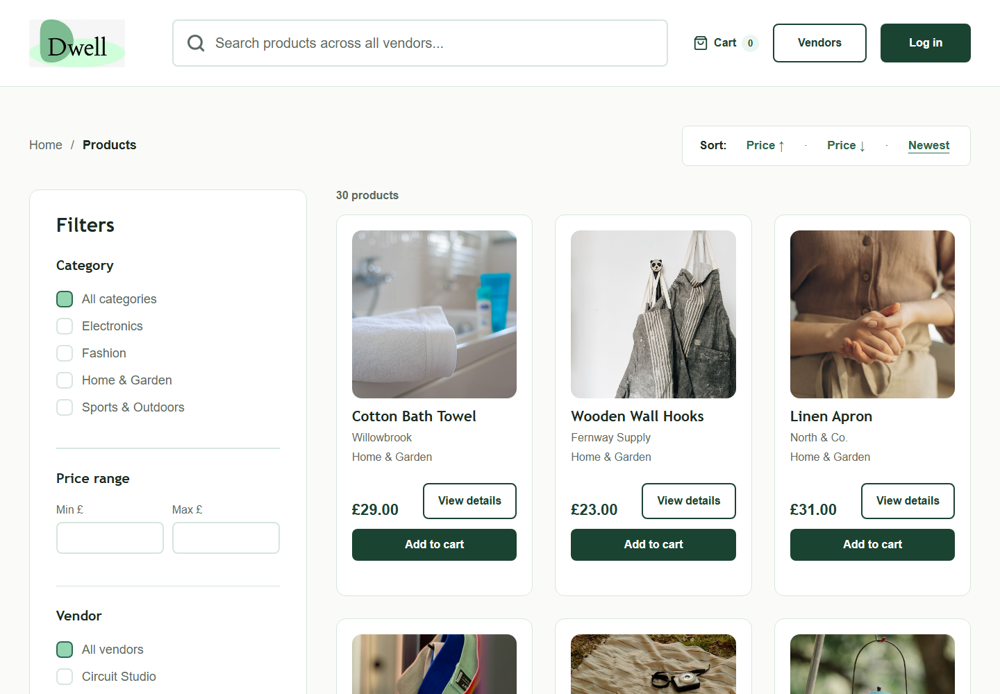 Dwell
Search products across all vendors...
Cart 0
Vendors
Log in
Home / Products
Sort: Price ↑ · Price ↓ · Newest
Filters
Category
All categories
Electronics
Fashion
Home & Garden
Sports & Outdoors
Price range
Min £ Max £
Vendor
All vendors
Circuit Studio
30 products
Cotton Bath Towel
Willowbrook
Home & Garden
£29.00 View details
Add to cart
Wooden Wall Hooks
Fernway Supply
Home & Garden
£23.00 View details
Add to cart
Linen Apron
North & Co.
Home & Garden
£31.00 View details
Add to cart